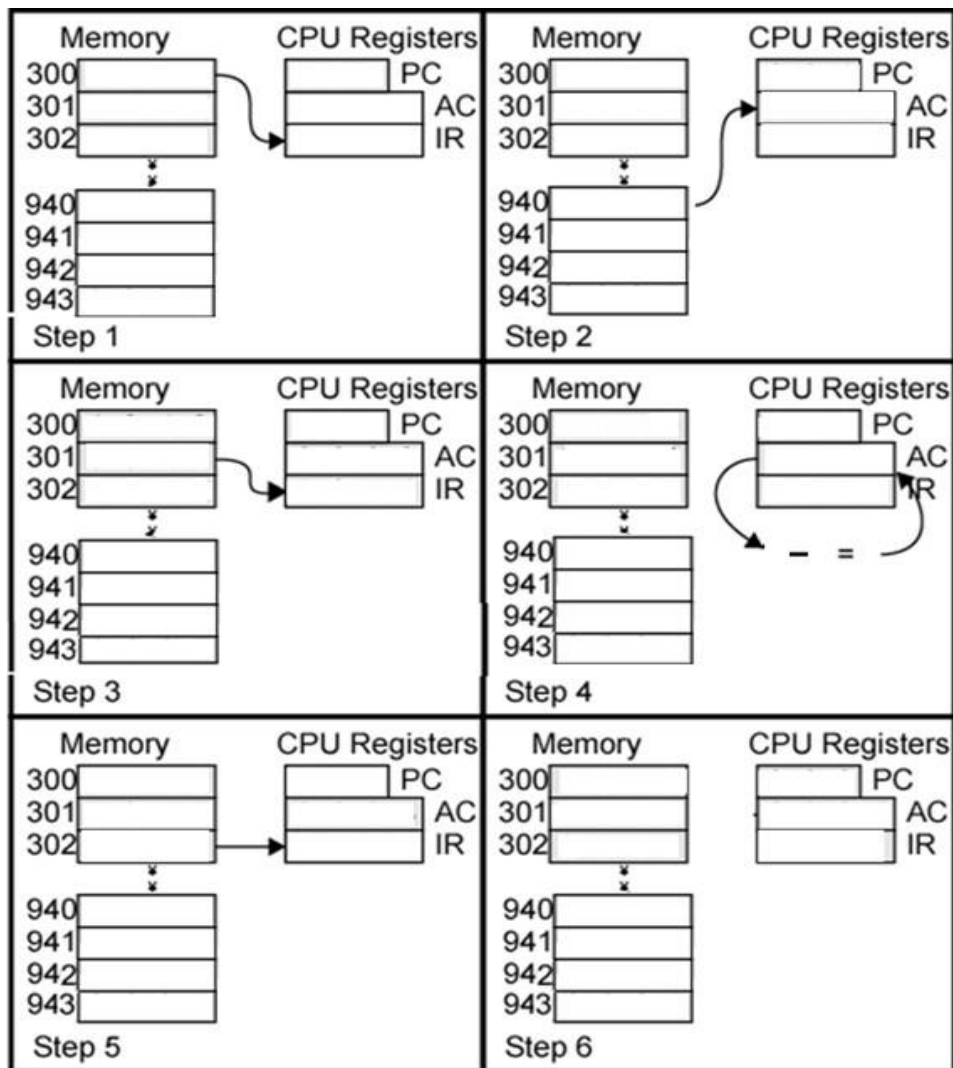 Memory CPU Registers
300 PC
301 AC
302 IR
940
941
942
943
Step 1
Memory CPU Registers
300 PC
301 AC
302 IR
940
941
942
943
Step 2
Memory CPU Registers
300 PC
301 AC
302 IR
940
941
942
943
Step 3
Memory CPU Registers
300 PC
301 AC
302 IR
940 – =
941
942
943
Step 4
Memory CPU Registers
300 PC
301 AC
302 IR
940
941
942
943
Step 5
Memory CPU Registers
300 PC
301 AC
302 IR
940
941
942
943
Step 6